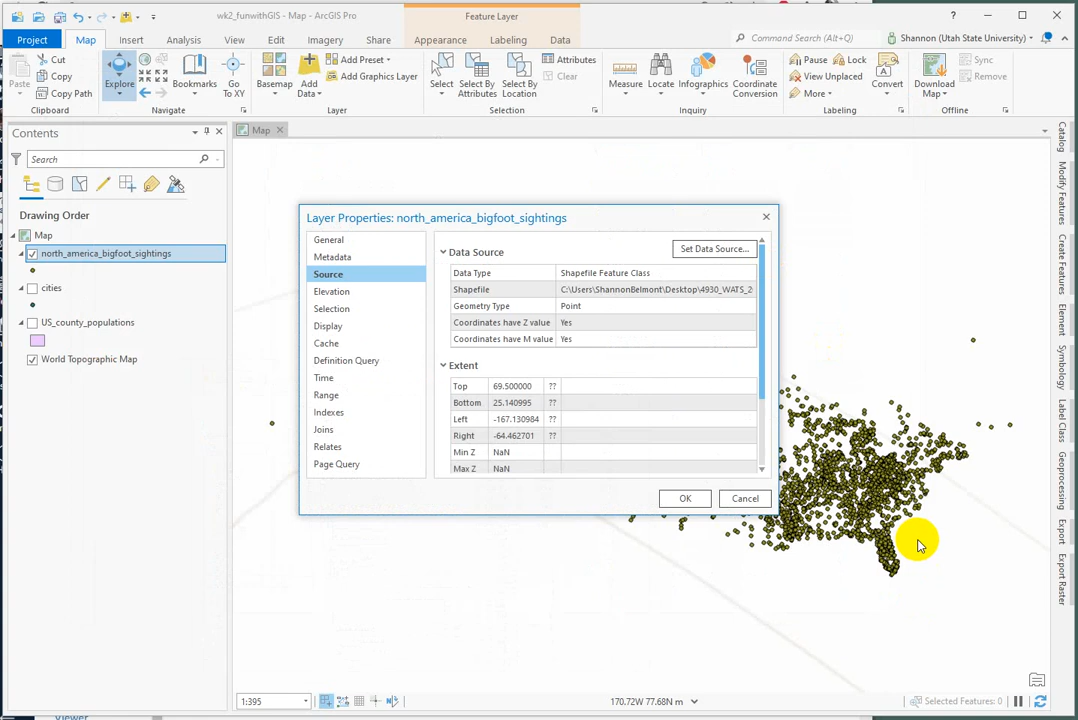 wk2_funwithGIS - Map - ArcGIS Pro
Feature Layer
?
Project
Map
Insert
Analysis
View
Edit
Imagery
Share
Appearance
Labeling
Data
Command Search (Alt+Q)
Shannon (Utah State University)
Paste
Cut
Copy
Copy Path
Clipboard
Explore
Bookmarks
Go To XY
Navigate
Basemap
Add Data
Add Preset
Add Graphics Layer
Layer
Select
Select By Attributes
Select By Location
Attributes
Clear
Selection
Measure
Locate
Infographics
Coordinate Conversion
Inquiry
Pause
Lock
View Unplaced
More
Convert
Labeling
Download Map
Sync
Remove
Offline
Contents
Search
Drawing Order
Map
north_america_bigfoot_sightings
cities
US_county_populations
World Topographic Map
Map
Layer Properties: north_america_bigfoot_sightings
General
Metadata
Source
Elevation
Selection
Display
Cache
Definition Query
Time
Range
Indexes
Joins
Relates
Page Query
Data Source
Set Data Source...
Data Type Shapefile Feature Class
Shapefile C:\Users\ShannonBelmont\Desktop\4930_WATS_2
Geometry Type Point
Coordinates have Z value Yes
Coordinates have M value Yes
Extent
Top 69.500000 ??
Bottom 25.140995 ??
Left -167.130984 ??
Right -64.462701 ??
Min Z NaN
Max Z NaN
OK
Cancel
Catalog
Modify Features
Create Features
Element
Symbology
Label Class
Geoprocessing
Export
Export Raster
1:395
170.72W 77.68N m
Selected Features: 0
Viewer